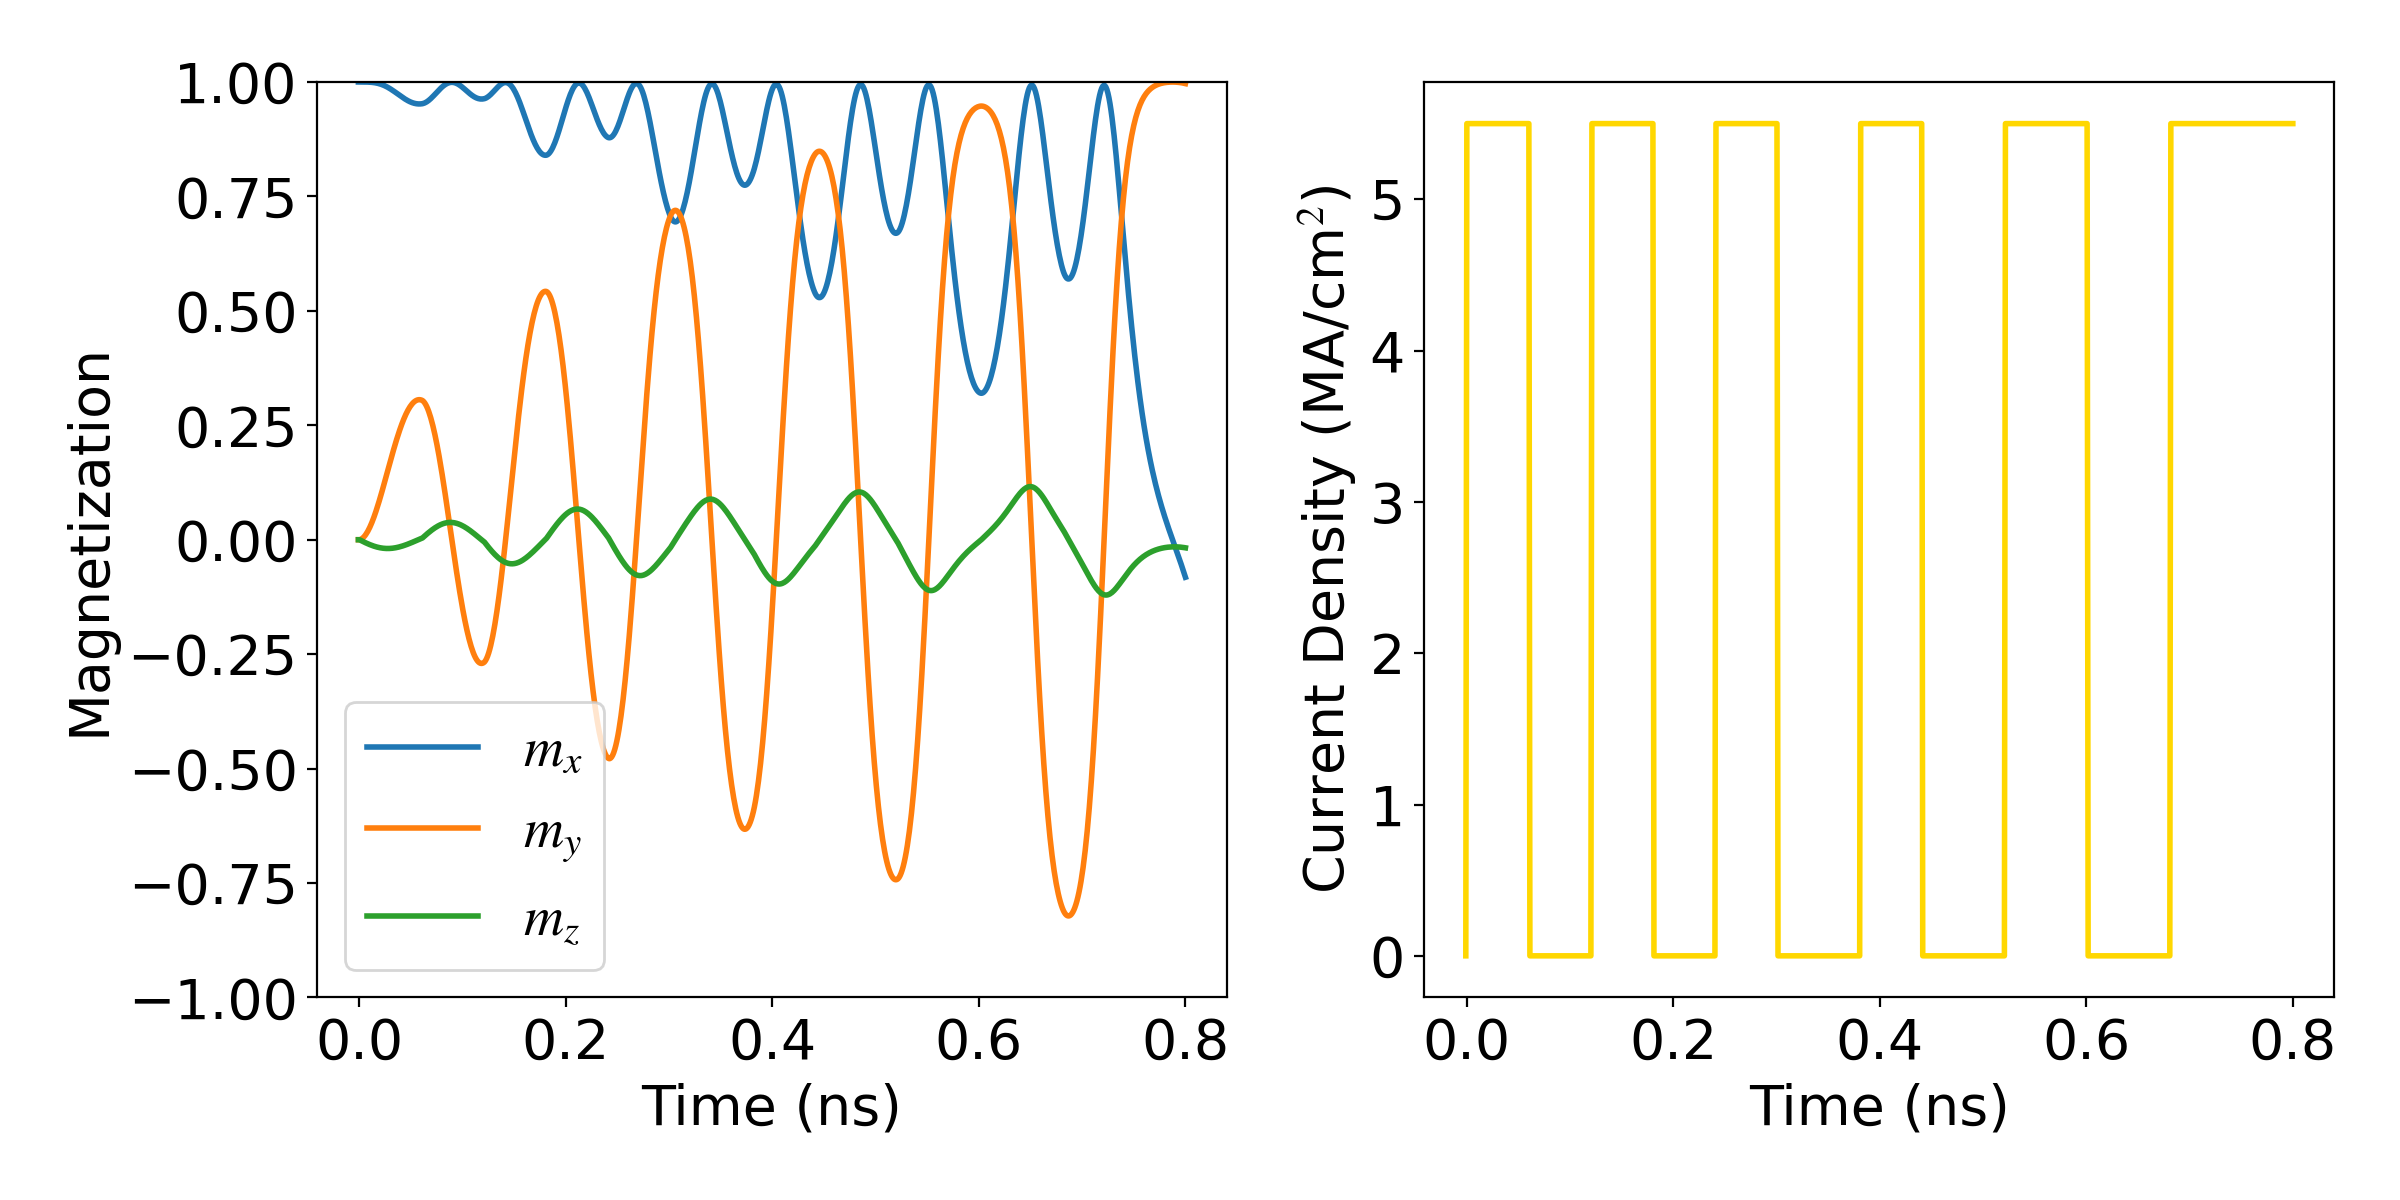 1.00
0.75
0.50
0.25
0.00
−0.25
−0.50
−0.75
−1.00
Magnetization
m_x
m_y
m_z
0.0 0.2 0.4 0.6 0.8
Time (ns)
5
4
3
2
1
0
Current Density (MA/cm²)
0.0 0.2 0.4 0.6 0.8
Time (ns)